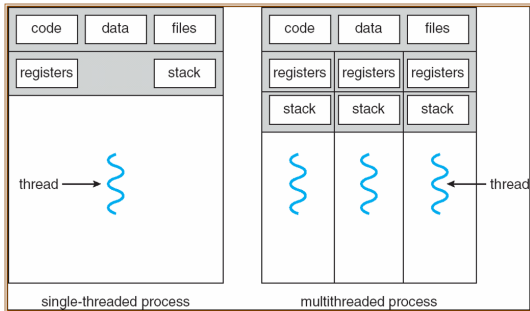 code data files
registers stack
thread
single-threaded process
code data files
registers registers registers
stack stack stack
thread
multithreaded process